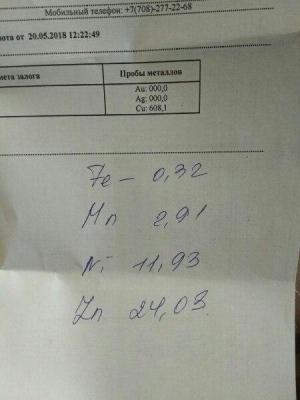 Мобильный телефон: +7(708)-277-22-68
лота от 20.05.2018 12:22:49
мета залога
Пробы металлов
Au: 000,0
Ag: 000,0
Cu: 608,1
Fe - 0,32
Mn 2,91
Ni 11,93
Zn 24,03